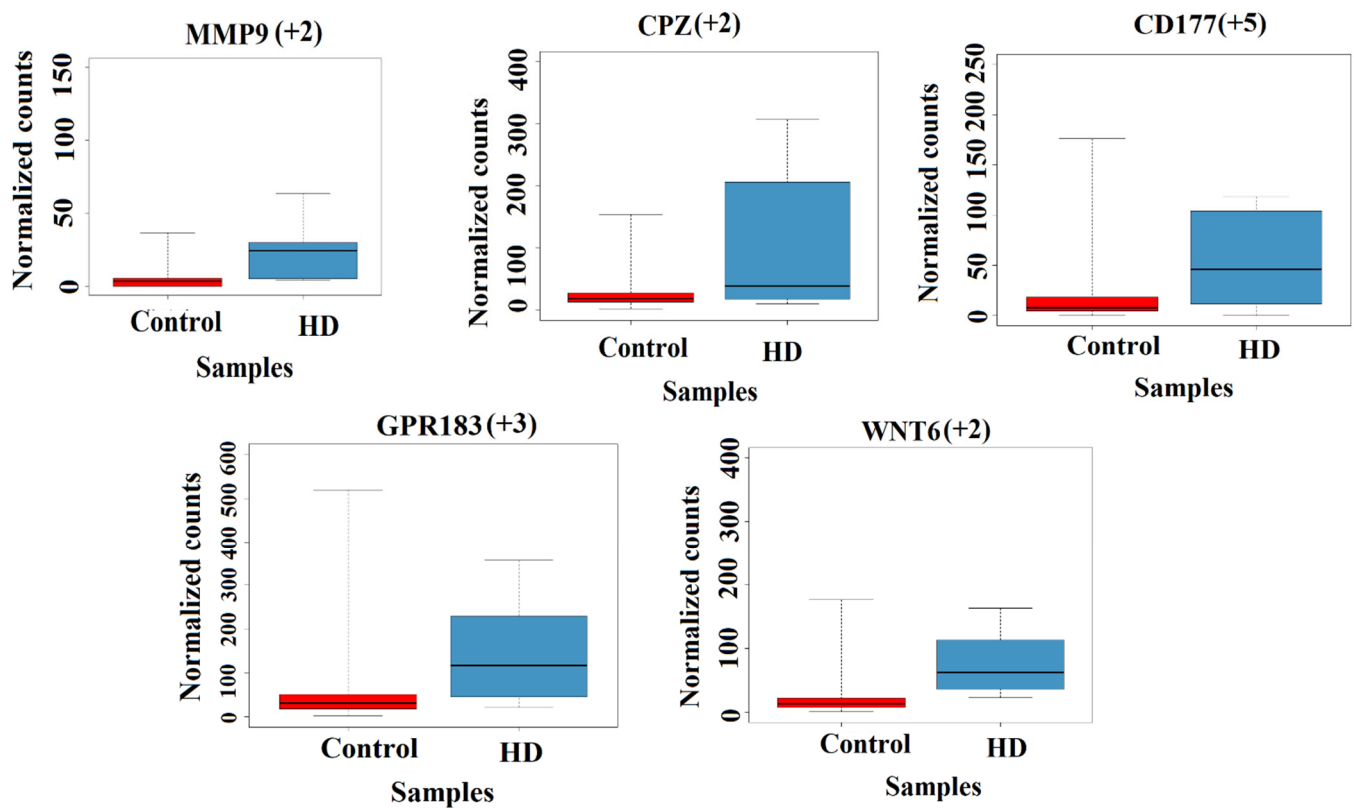 MMP9 (+2)
Normalized counts
150
100
50
0
Control
HD
Samples
CPZ(+2)
Normalized counts
400
300
200
100
0
Control
HD
Samples
CD177(+5)
Normalized counts
250
200
150
100
50
0
Control
HD
Samples
GPR183(+3)
Normalized counts
600
500
400
300
200
100
0
Control
HD
Samples
WNT6(+2)
Normalized counts
400
300
200
100
0
Control
HD
Samples